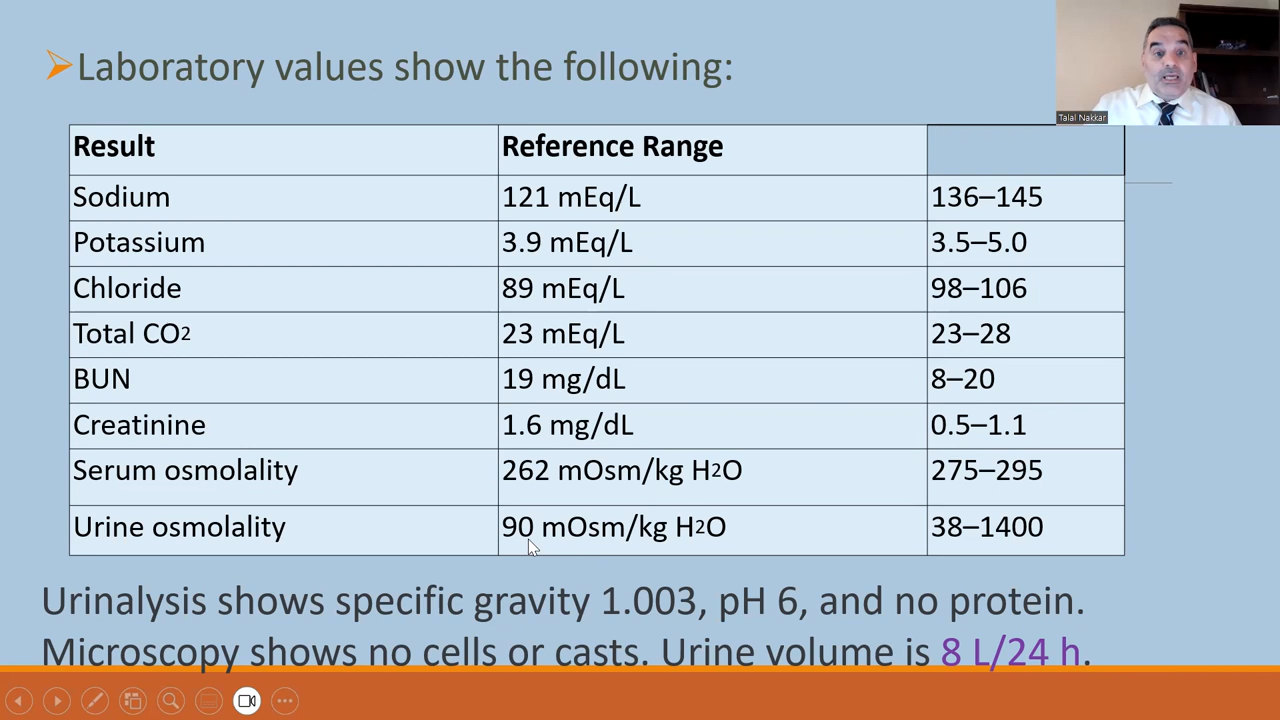 Laboratory values show the following:
Talal Nakkar
Result Reference Range
Sodium 121 mEq/L 136–145
Potassium 3.9 mEq/L 3.5–5.0
Chloride 89 mEq/L 98–106
Total CO2 23 mEq/L 23–28
BUN 19 mg/dL 8–20
Creatinine 1.6 mg/dL 0.5–1.1
Serum osmolality 262 mOsm/kg H2O 275–295
Urine osmolality 90 mOsm/kg H2O 38–1400
Urinalysis shows specific gravity 1.003, pH 6, and no protein.
Microscopy shows no cells or casts. Urine volume is 8 L/24 h.